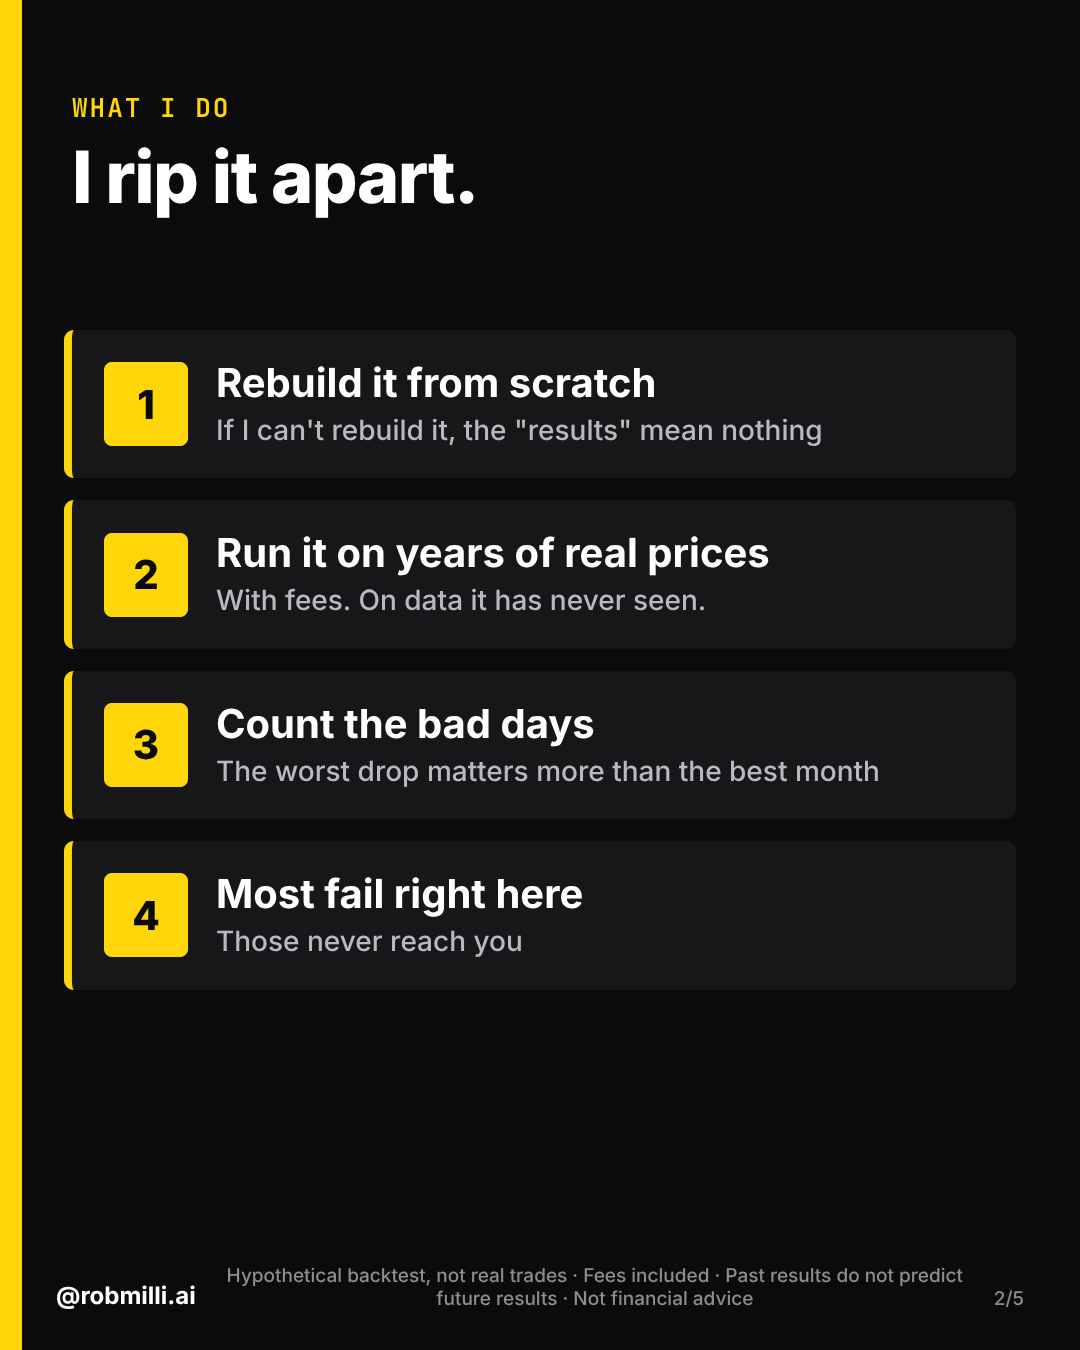 WHAT I DO
I rip it apart.
1
Rebuild it from scratch
If I can't rebuild it, the "results" mean nothing
2
Run it on years of real prices
With fees. On data it has never seen.
3
Count the bad days
The worst drop matters more than the best month
4
Most fail right here
Those never reach you
@robmilli.ai
Hypothetical backtest, not real trades · Fees included · Past results do not predict
future results · Not financial advice
2/5